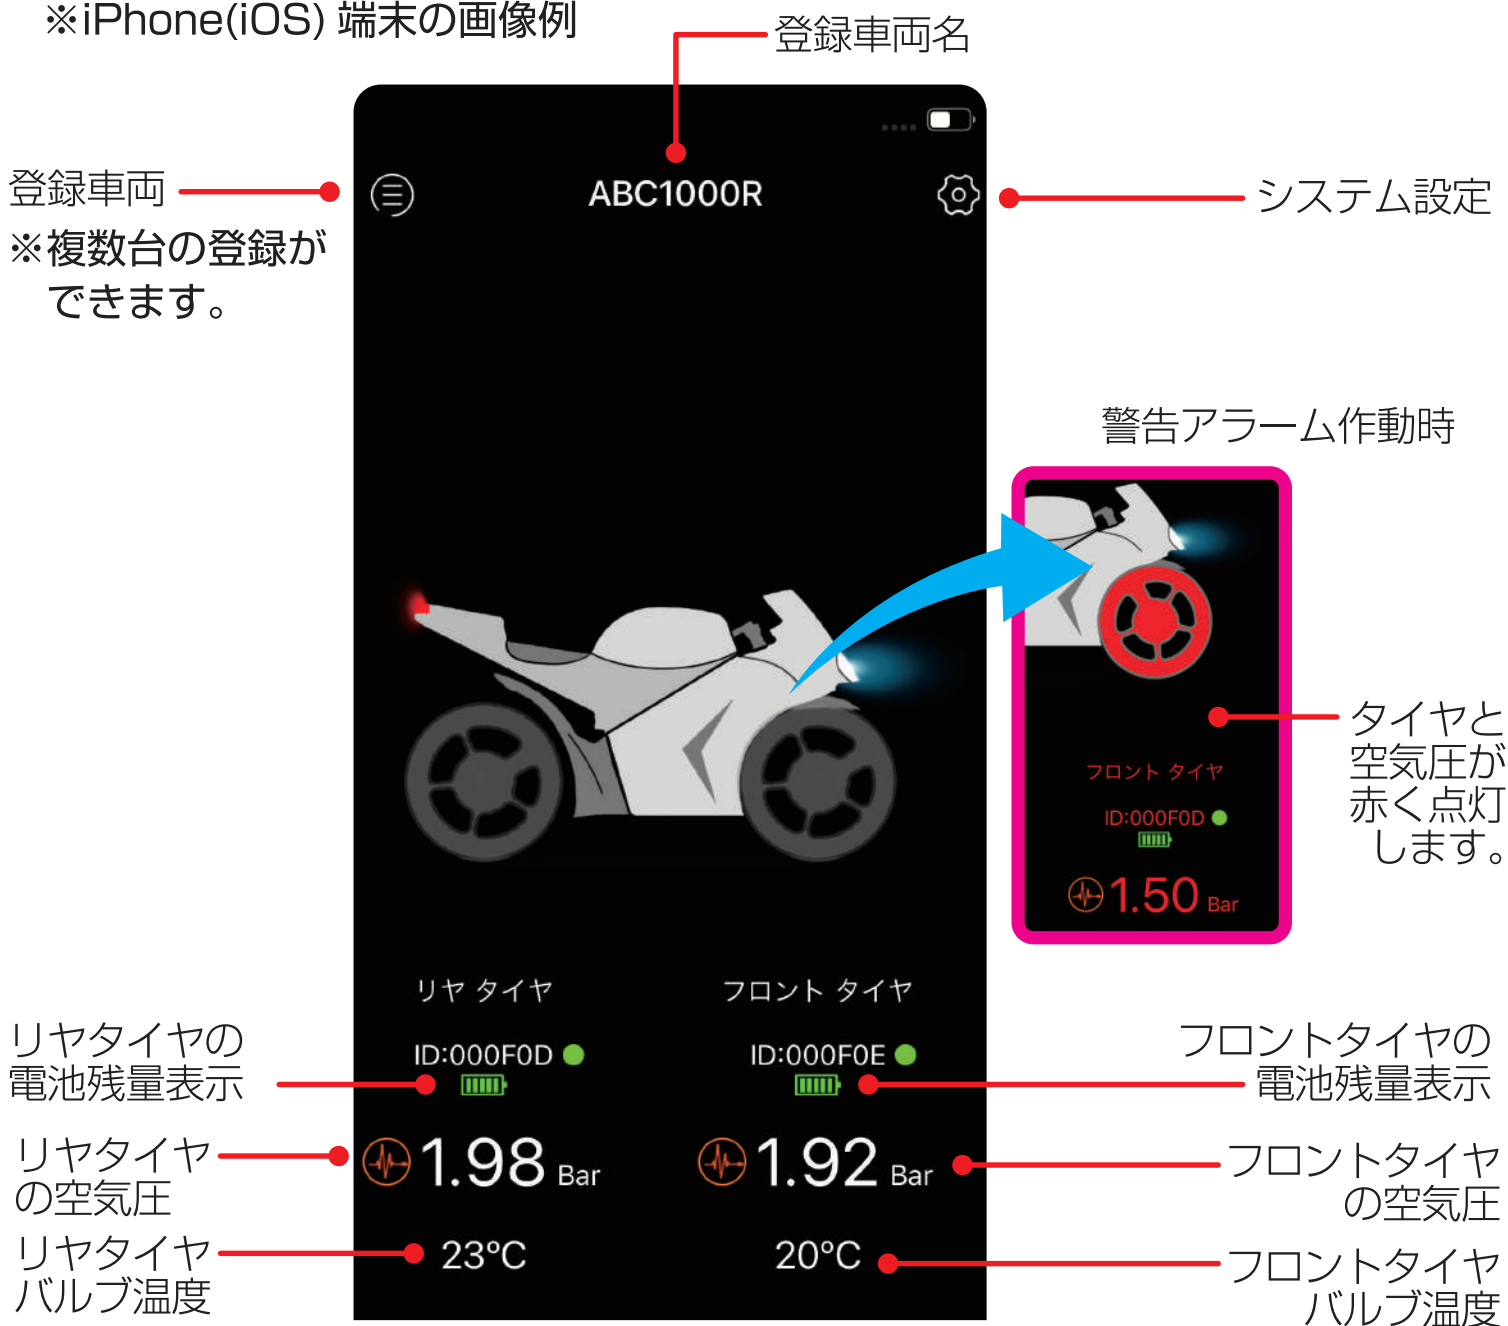 ※iPhone(iOS) 端末の画像例
登録車両名
登録車両
※複数台の登録が
できます。
ABC1000R
システム設定
警告アラーム作動時
フロント タイヤ
ID:000F0D
1.50 Bar
タイヤと
空気圧が
赤く点灯
します。
リヤ タイヤ
フロント タイヤ
ID:000F0D
ID:000F0E
1.98 Bar
1.92 Bar
23℃
20℃
リヤタイヤの
電池残量表示
リヤタイヤ
の空気圧
リヤタイヤ
バルブ温度
フロントタイヤの
電池残量表示
フロントタイヤ
の空気圧
フロントタイヤ
バルブ温度